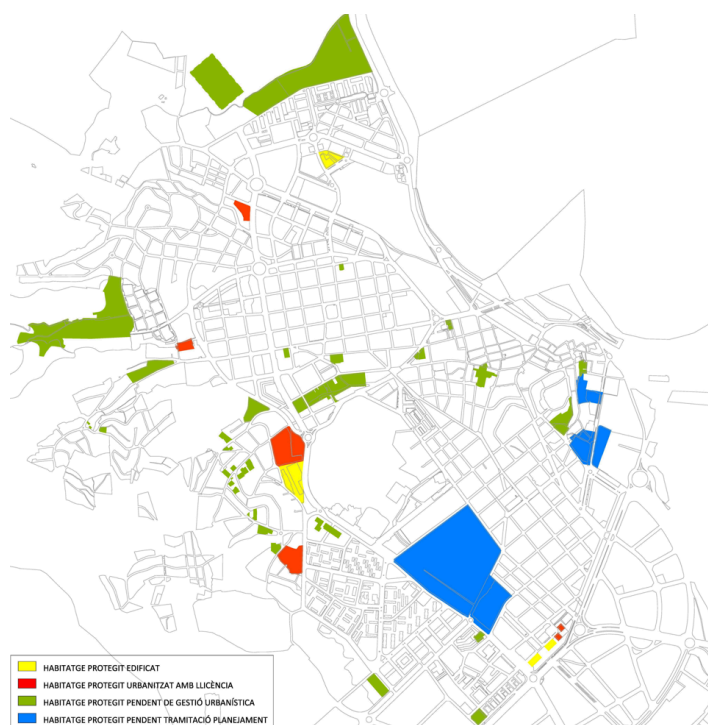 HABITATGE PROTEGIT EDIFICAT
HABITATGE PROTEGIT URBANITZAT AMB LLICÈNCIA
HABITATGE PROTEGIT PENDENT DE GESTIÓ URBANÍSTICA
HABITATGE PROTEGIT PENDENT TRAMITACIÓ PLANEJAMENT